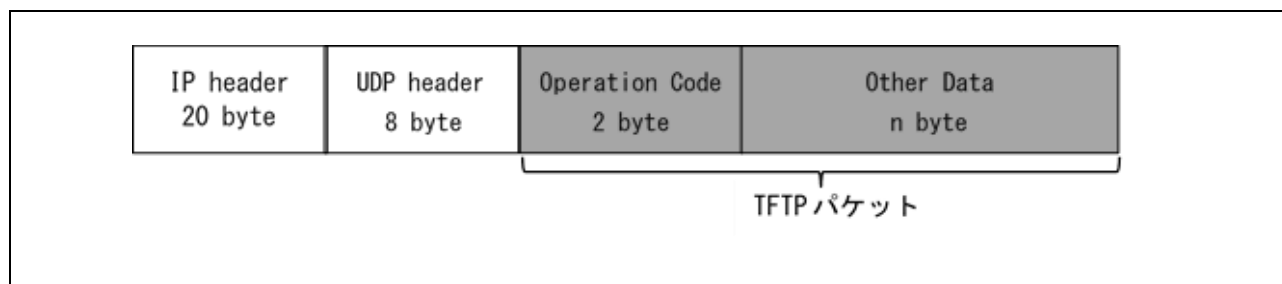 IP header
20 byte
UDP header
8 byte
Operation Code
2 byte
Other Data
n byte
TFTPパケット